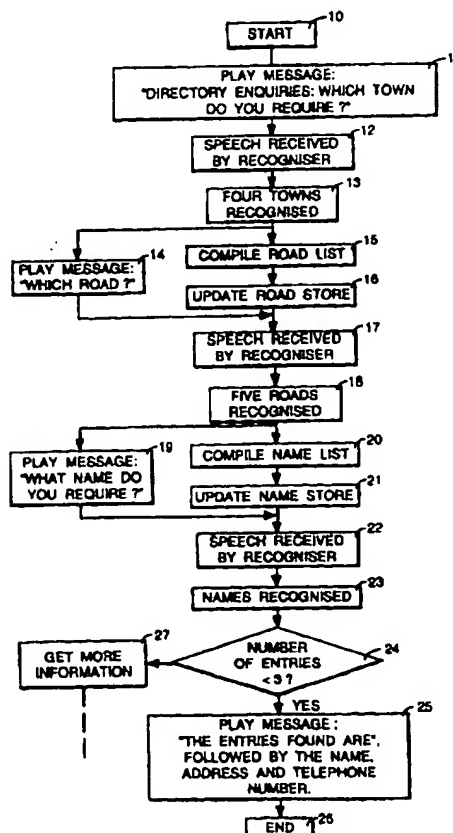 10
START
1
PLAY MESSAGE:
"DIRECTORY ENQUIRIES: WHICH TOWN
DO YOU REQUIRE ?"
12
SPEECH RECEIVED
BY RECOGNISER
13
FOUR TOWNS
RECOGNISED
14
PLAY MESSAGE:
"WHICH ROAD ?"
15
COMPILE ROAD LIST
16
UPDATE ROAD STORE
17
SPEECH RECEIVED
BY RECOGNISER
18
FIVE ROADS
RECOGNISED
19
PLAY MESSAGE:
"WHAT NAME DO
YOU REQUIRE ?"
20
COMPILE NAME LIST
21
UPDATE NAME STORE
22
SPEECH RECEIVED
BY RECOGNISER
23
NAMES RECOGNISED
27
GET MORE
INFORMATION
24
NUMBER
OF ENTRIES
< 3 ?
YES
25
PLAY MESSAGE :
"THE ENTRIES FOUND ARE",
FOLLOWED BY THE NAME,
ADDRESS AND TELEPHONE
NUMBER.
26
END